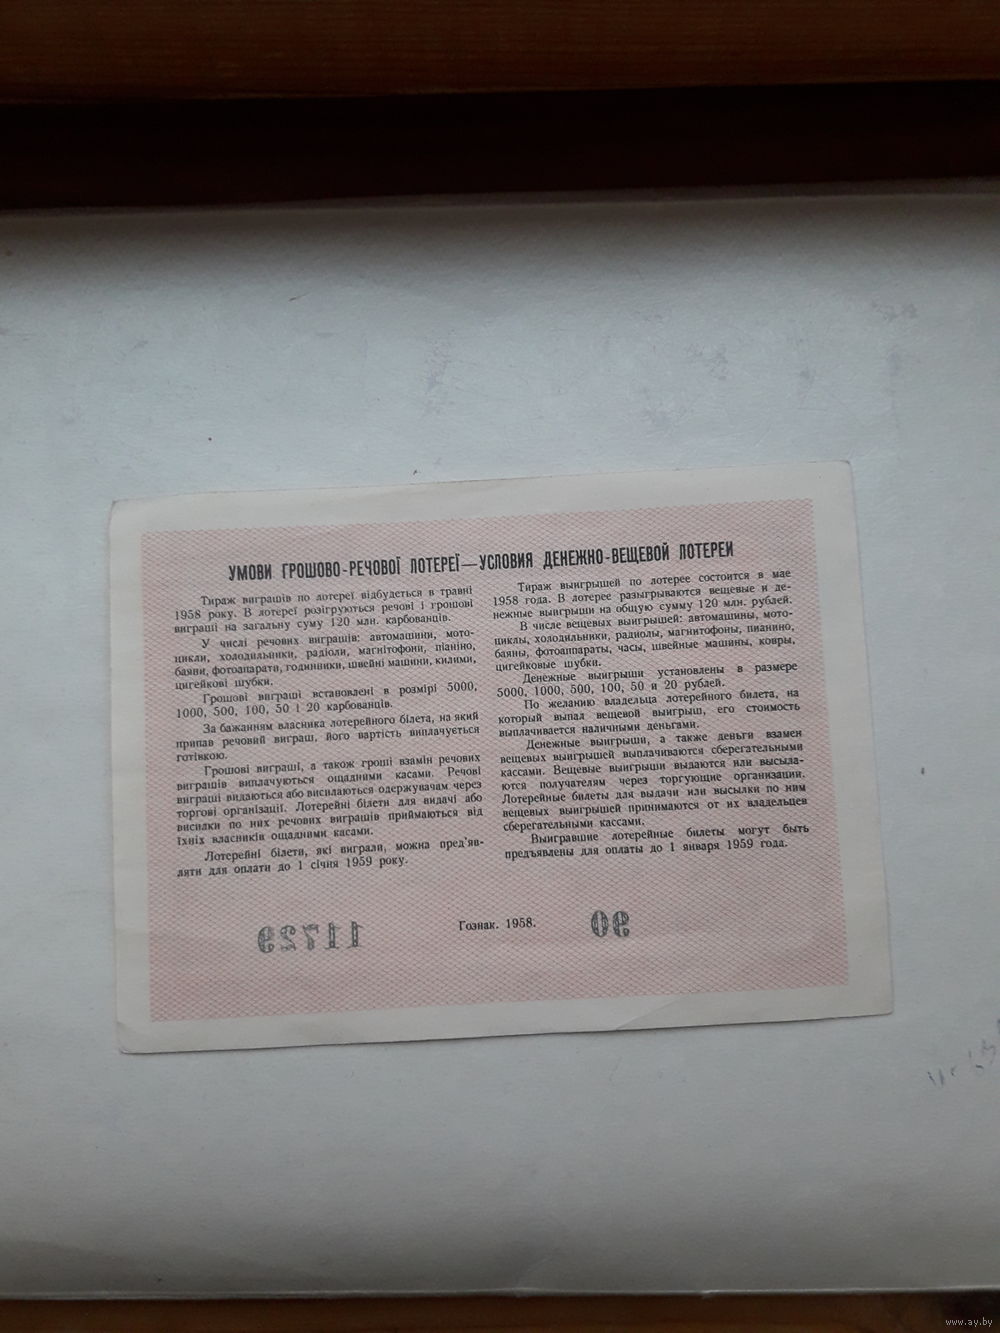 УМОВИ ГРОШОВО-РЕЧОВОЇ ЛОТЕРЕЇ — УСЛОВИЯ ДЕНЕЖНО-ВЕЩЕВОЙ ЛОТЕРЕИ
Тираж виграшів по лотереї відбудеться в травні
1958 року. В лотереї розігруються речові і грошові
виграші на загальну суму 120 млн. карбованців.
У числі речових виграшів: автомашини, мото-
цикли, холодильники, радіоли, магнітофони, піаніно,
баяни, фотоапарати, годинники, швейні машини, килими,
цигейкові шубки.
Грошові виграші встановлені в розмірі 5000,
1000, 500, 100, 50 і 20 карбованців.
За бажанням власника лотерейного білета, на який
припав речовий виграш, його вартість виплачується
готівкою.
Грошові виграші, а також гроші взамін речових
виграшів виплачуються ощадними касами. Речові
виграші видаються або висилаються одержувачам через
торгові організації. Лотерейні білети для видачі або
висилки по них речових виграшів приймаються від
їхніх власників ощадними касами.
Лотерейні білети, які виграли, можна пред'яв-
ляти для оплати до 1 січня 1959 року.
Тираж выигрышей по лотерее состоится в мае
1958 года. В лотерее разыгрываются вещевые и де-
нежные выигрыши на общую сумму 120 млн. рублей.
В числе вещевых выигрышей: автомашины, мото-
циклы, холодильники, радиолы, магнитофоны, пианино,
баяны, фотоаппараты, часы, швейные машины, ковры,
цигейковые шубки.
Денежные выигрыши установлены в размере
5000, 1000, 500, 100, 50 и 20 рублей.
По желанию владельца лотерейного билета, на
который выпал вещевой выигрыш, его стоимость
выплачивается наличными деньгами.
Денежные выигрыши, а также деньги взамен
вещевых выигрышей выплачиваются сберегательными
кассами. Вещевые выигрыши выдаются или высыла-
ются получателям через торгующие организации.
Лотерейные билеты для выдачи или высылки по ним
вещевых выигрышей принимаются от их владельцев
сберегательными кассами.
Выигравшие лотерейные билеты могут быть
предъявлены для оплаты до 1 января 1959 года.
11729
Гознак. 1958.
90
www.ay.by